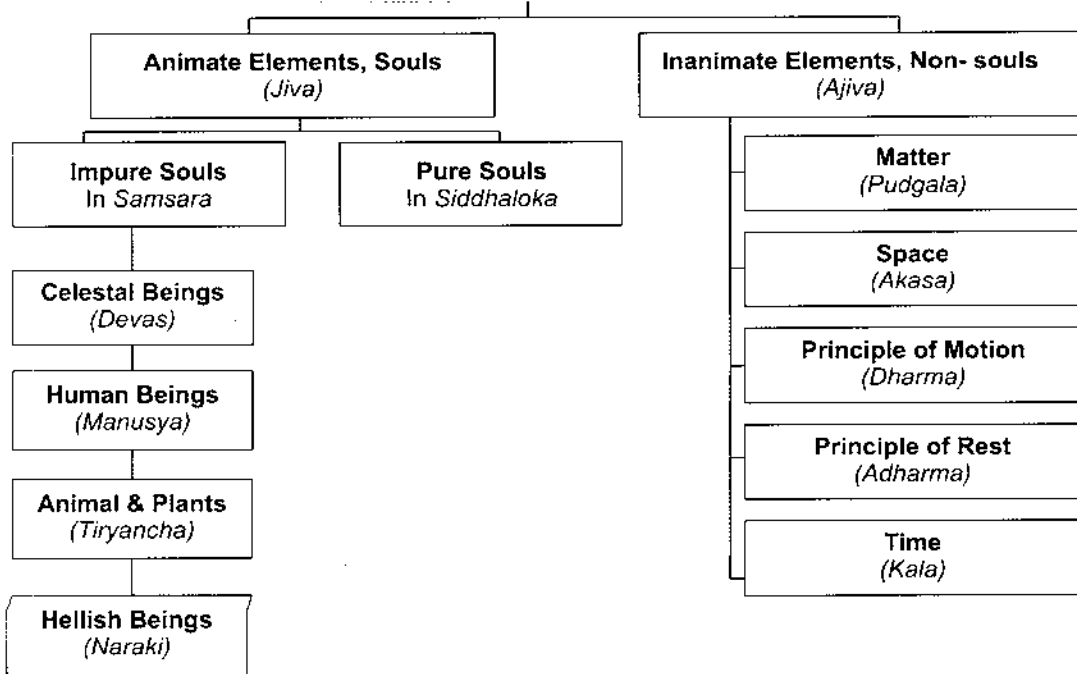 Animate Elements, Souls
(Jiva)
Inanimate Elements, Non- souls
(Ajiva)
Impure Souls
In Samsara
Pure Souls
In Siddhaloka
Celestal Beings
(Devas)
Human Beings
(Manusya)
Animal & Plants
(Tiryancha)
Hellish Beings
(Naraki)
Matter
(Pudgala)
Space
(Akasa)
Principle of Motion
(Dharma)
Principle of Rest
(Adharma)
Time
(Kala)